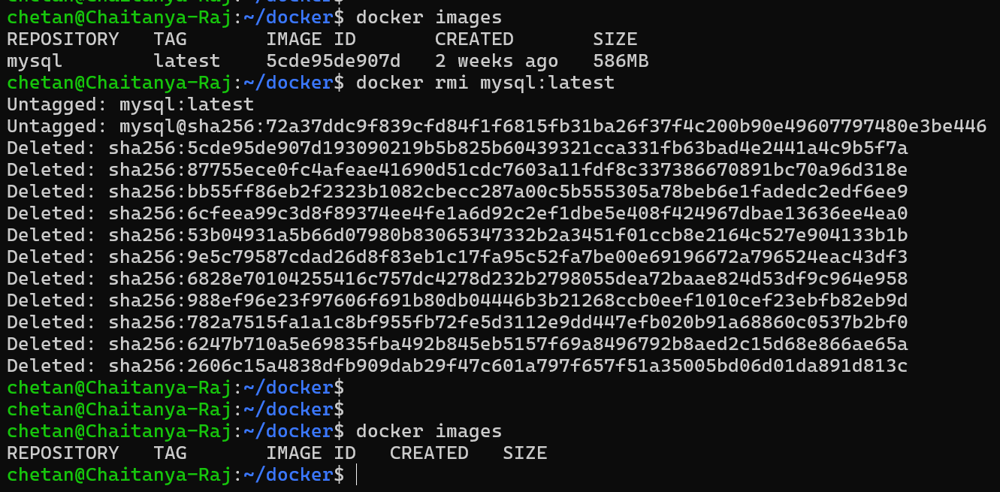 chetan@Chaitanya-Raj:~/docker$ docker images
REPOSITORY   TAG       IMAGE ID       CREATED       SIZE
mysql        latest    5cde95de907d   2 weeks ago   586MB
chetan@Chaitanya-Raj:~/docker$ docker rmi mysql:latest
Untagged: mysql:latest
Untagged: mysql@sha256:72a37ddc9f839cfd84f1f6815fb31ba26f37f4c200b90e49607797480e3be446
Deleted: sha256:5cde95de907d193090219b5b825b60439321cca331fb63bad4e2441a4c9b5f7a
Deleted: sha256:87755ece0fc4afeae41690d51cdc7603a11fdf8c337386670891bc70a96d318e
Deleted: sha256:bb55ff86eb2f2323b1082cbecc287a00c5b555305a78beb6e1fadedc2edf6ee9
Deleted: sha256:6cfeea99c3d8f89374ee4fe1a6d92c2ef1dbe5e408f424967dbae13636ee4ea0
Deleted: sha256:53b04931a5b66d07980b83065347332b2a3451f01ccb8e2164c527e904133b1b
Deleted: sha256:9e5c79587cdad26d8f83eb1c17fa95c52fa7be00e69196672a796524eac43df3
Deleted: sha256:6828e70104255416c757dc4278d232b2798055dea72baae824d53df9c964e958
Deleted: sha256:988ef96e23f97606f691b80db04446b3b21268ccb0eef1010cef23ebfb82eb9d
Deleted: sha256:782a7515fa1a1c8bf955fb72fe5d3112e9dd447efb020b91a68860c0537b2bf0
Deleted: sha256:6247b710a5e69835fba492b845eb5157f69a8496792b8aed2c15d68e866ae65a
Deleted: sha256:2606c15a4838dfb909dab29f47c601a797f657f51a35005bd06d01da891d813c
chetan@Chaitanya-Raj:~/docker$
chetan@Chaitanya-Raj:~/docker$
chetan@Chaitanya-Raj:~/docker$ docker images
REPOSITORY   TAG       IMAGE ID   CREATED   SIZE
chetan@Chaitanya-Raj:~/docker$